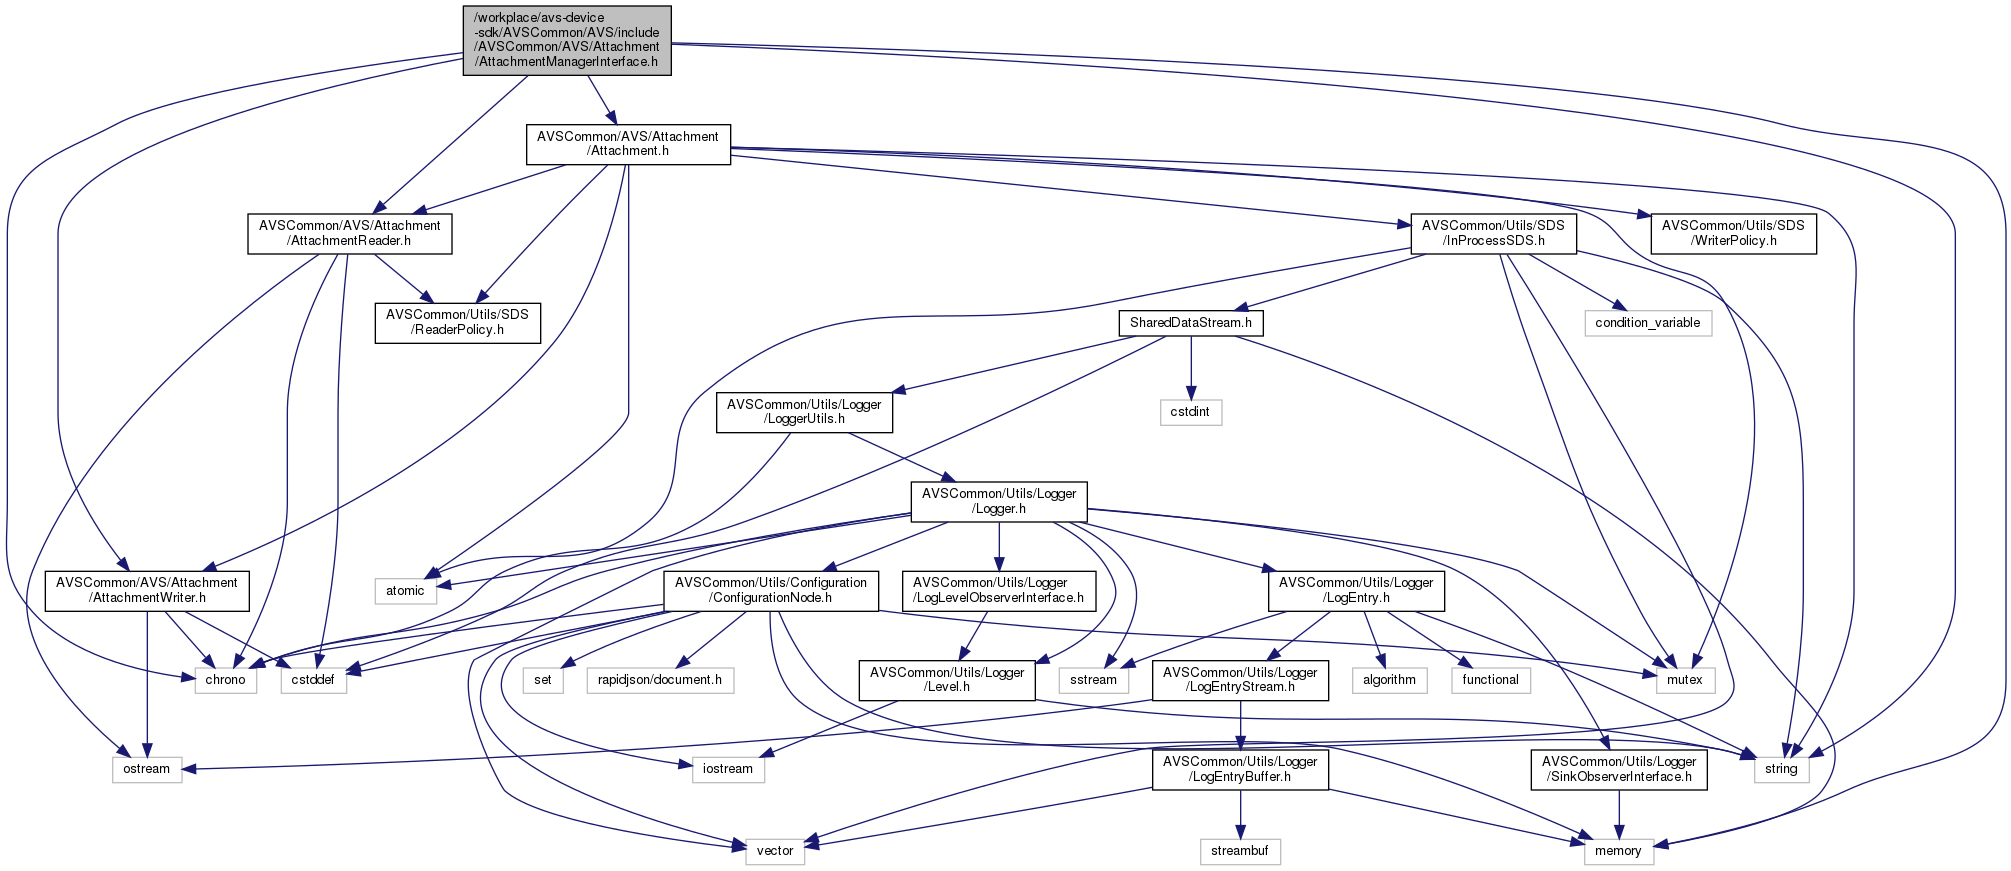 /workplace/avs-device
-sdk/AVSCommon/AVS/include
/AVSCommon/AVS/Attachment
/AttachmentManagerInterface.h
AVSCommon/AVS/Attachment
/Attachment.h
AVSCommon/AVS/Attachment
/AttachmentReader.h
AVSCommon/Utils/SDS
/InProcessSDS.h
AVSCommon/Utils/SDS
/WriterPolicy.h
AVSCommon/Utils/SDS
/ReaderPolicy.h
SharedDataStream.h
condition_variable
AVSCommon/Utils/Logger
/LoggerUtils.h
cstdint
AVSCommon/Utils/Logger
/Logger.h
AVSCommon/AVS/Attachment
/AttachmentWriter.h
atomic
AVSCommon/Utils/Configuration
/ConfigurationNode.h
AVSCommon/Utils/Logger
/LogLevelObserverInterface.h
AVSCommon/Utils/Logger
/LogEntry.h
chrono
cstddef
set
rapidjson/document.h
AVSCommon/Utils/Logger
/Level.h
sstream
AVSCommon/Utils/Logger
/LogEntryStream.h
algorithm
functional
mutex
ostream
iostream
AVSCommon/Utils/Logger
/LogEntryBuffer.h
AVSCommon/Utils/Logger
/SinkObserverInterface.h
string
vector
streambuf
memory